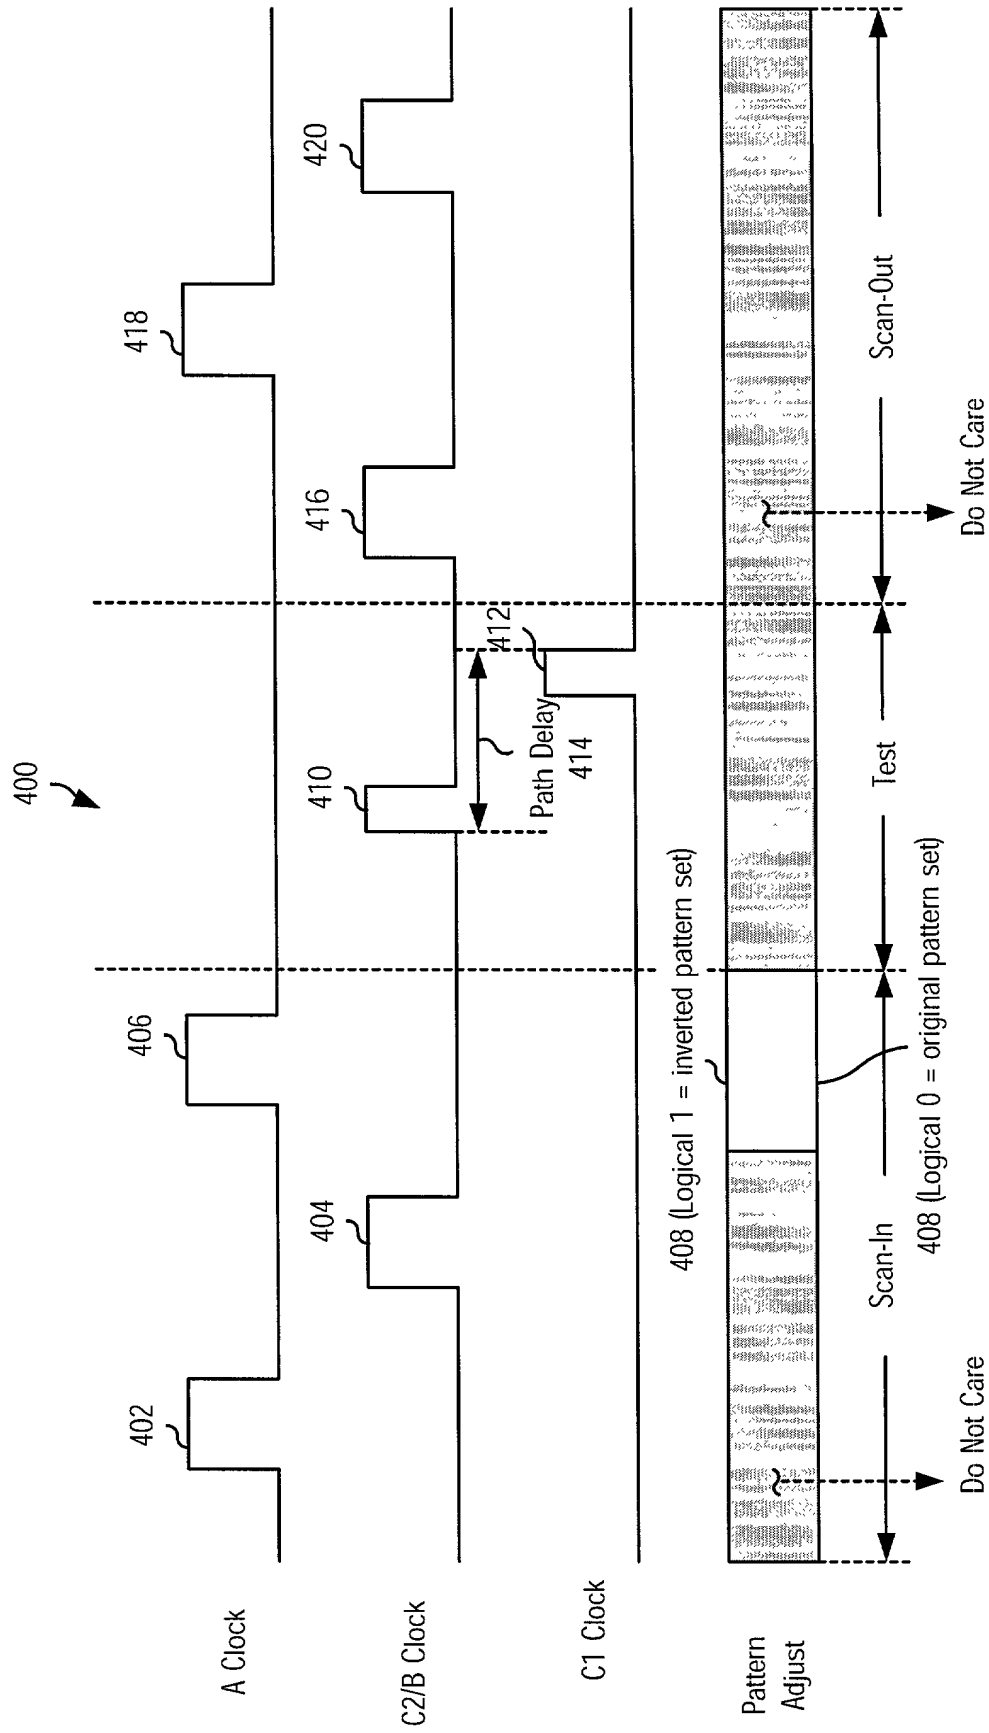 400
A Clock
402
406
418
C2/B Clock
404
410
416
420
C1 Clock
Path Delay
414
412
408 (Logical 1 = inverted pattern set)
Pattern
Adjust
Scan-In
Test
Scan-Out
408 (Logical 0 = original pattern set)
Do Not Care
Do Not Care